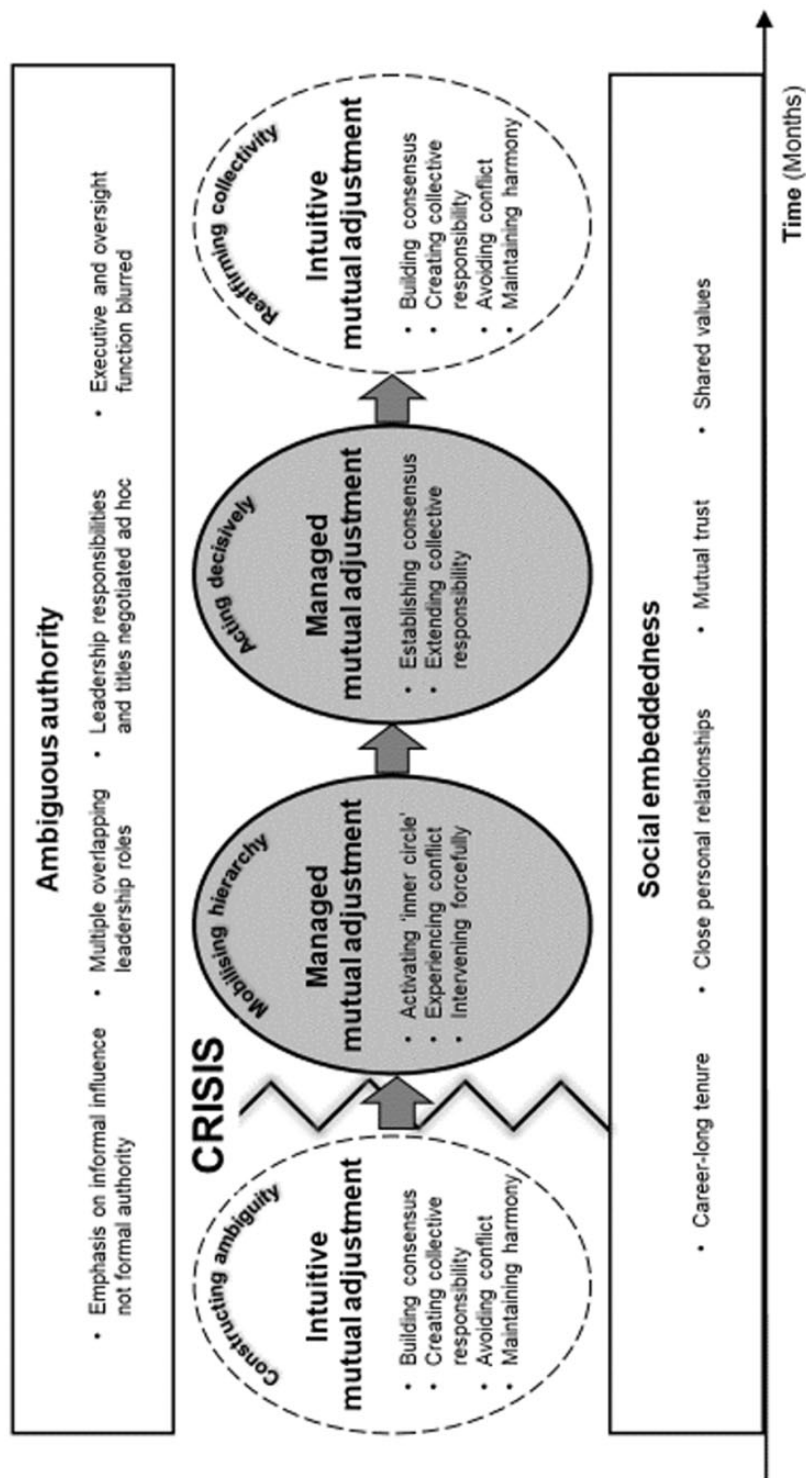 Ambiguous authority
• Emphasis on informal influence
not formal authority
• Multiple overlapping
leadership roles
• Leadership responsibilities
and titles negotiated ad hoc
• Executive and oversight
function blurred
CRISIS
Constructing ambiguity
Intuitive
mutual adjustment
• Building consensus
• Creating collective
responsibility
• Avoiding conflict
• Maintaining harmony
Mobilising hierarchy
Managed
mutual adjustment
• Activating ‘inner circle’
• Experiencing conflict
• Intervening forcefully
Acting decisively
Managed
mutual adjustment
• Establishing consensus
• Extending collective
responsibility
Reaffirming collectivity
Intuitive
mutual adjustment
• Building consensus
• Creating collective
responsibility
• Avoiding conflict
• Maintaining harmony
Social embeddedness
• Career-long tenure
• Close personal relationships
• Mutual trust
• Shared values
Time (Months)